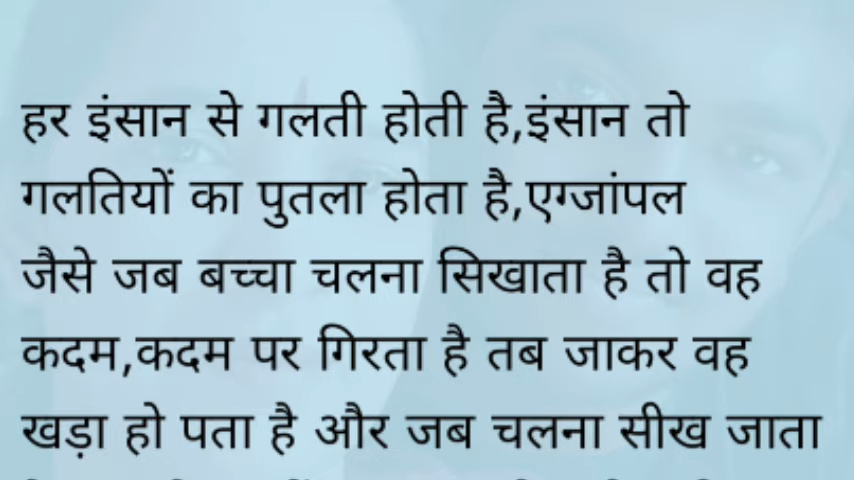 हर इंसान से गलती होती है,इंसान तो
गलतियों का पुतला होता है,एग्जांपल
जैसे जब बच्चा चलना सिखाता है तो वह
कदम,कदम पर गिरता है तब जाकर वह
खड़ा हो पता है और जब चलना सीख जाता